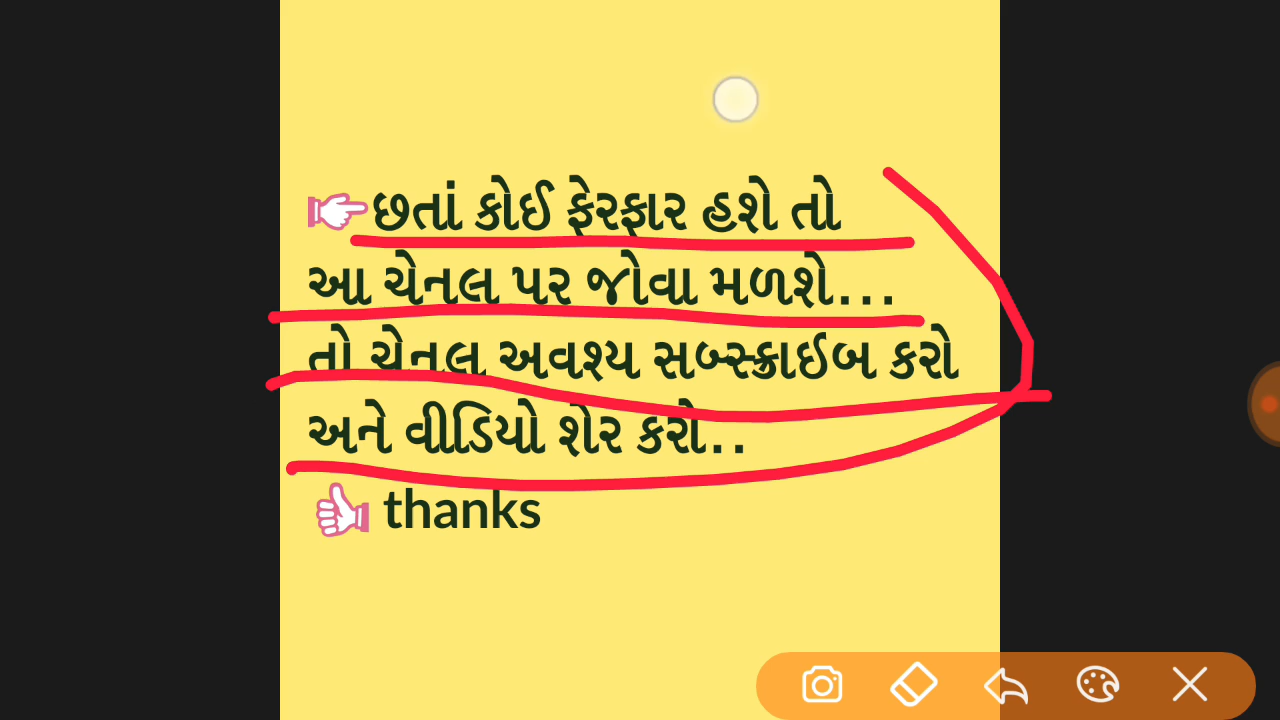 છતાં કોઈ ફેરફાર હશે તો
આ ચેનલ પર જોવા મળશે...
તો ચેનલ અવશ્ય સબ્સ્ક્રાઈબ કરો
અને વીડિયો શેર કરો..
thanks